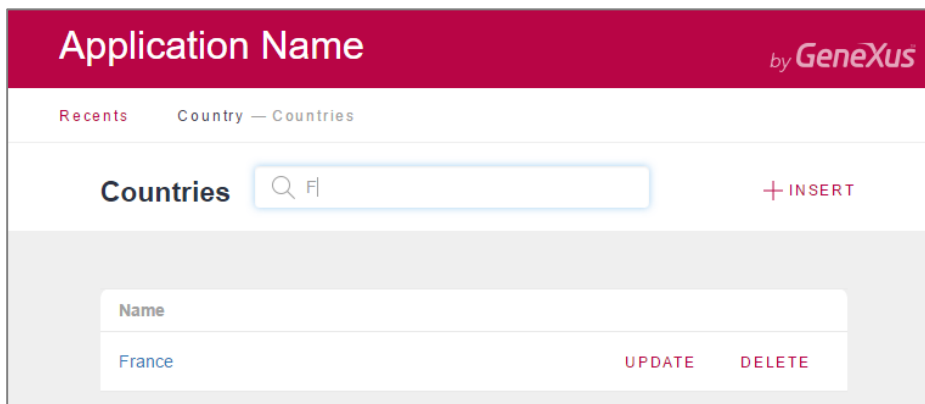 Application Name
by GeneXus
Recents Country — Countries
Countries F + INSERT
Name
France UPDATE DELETE